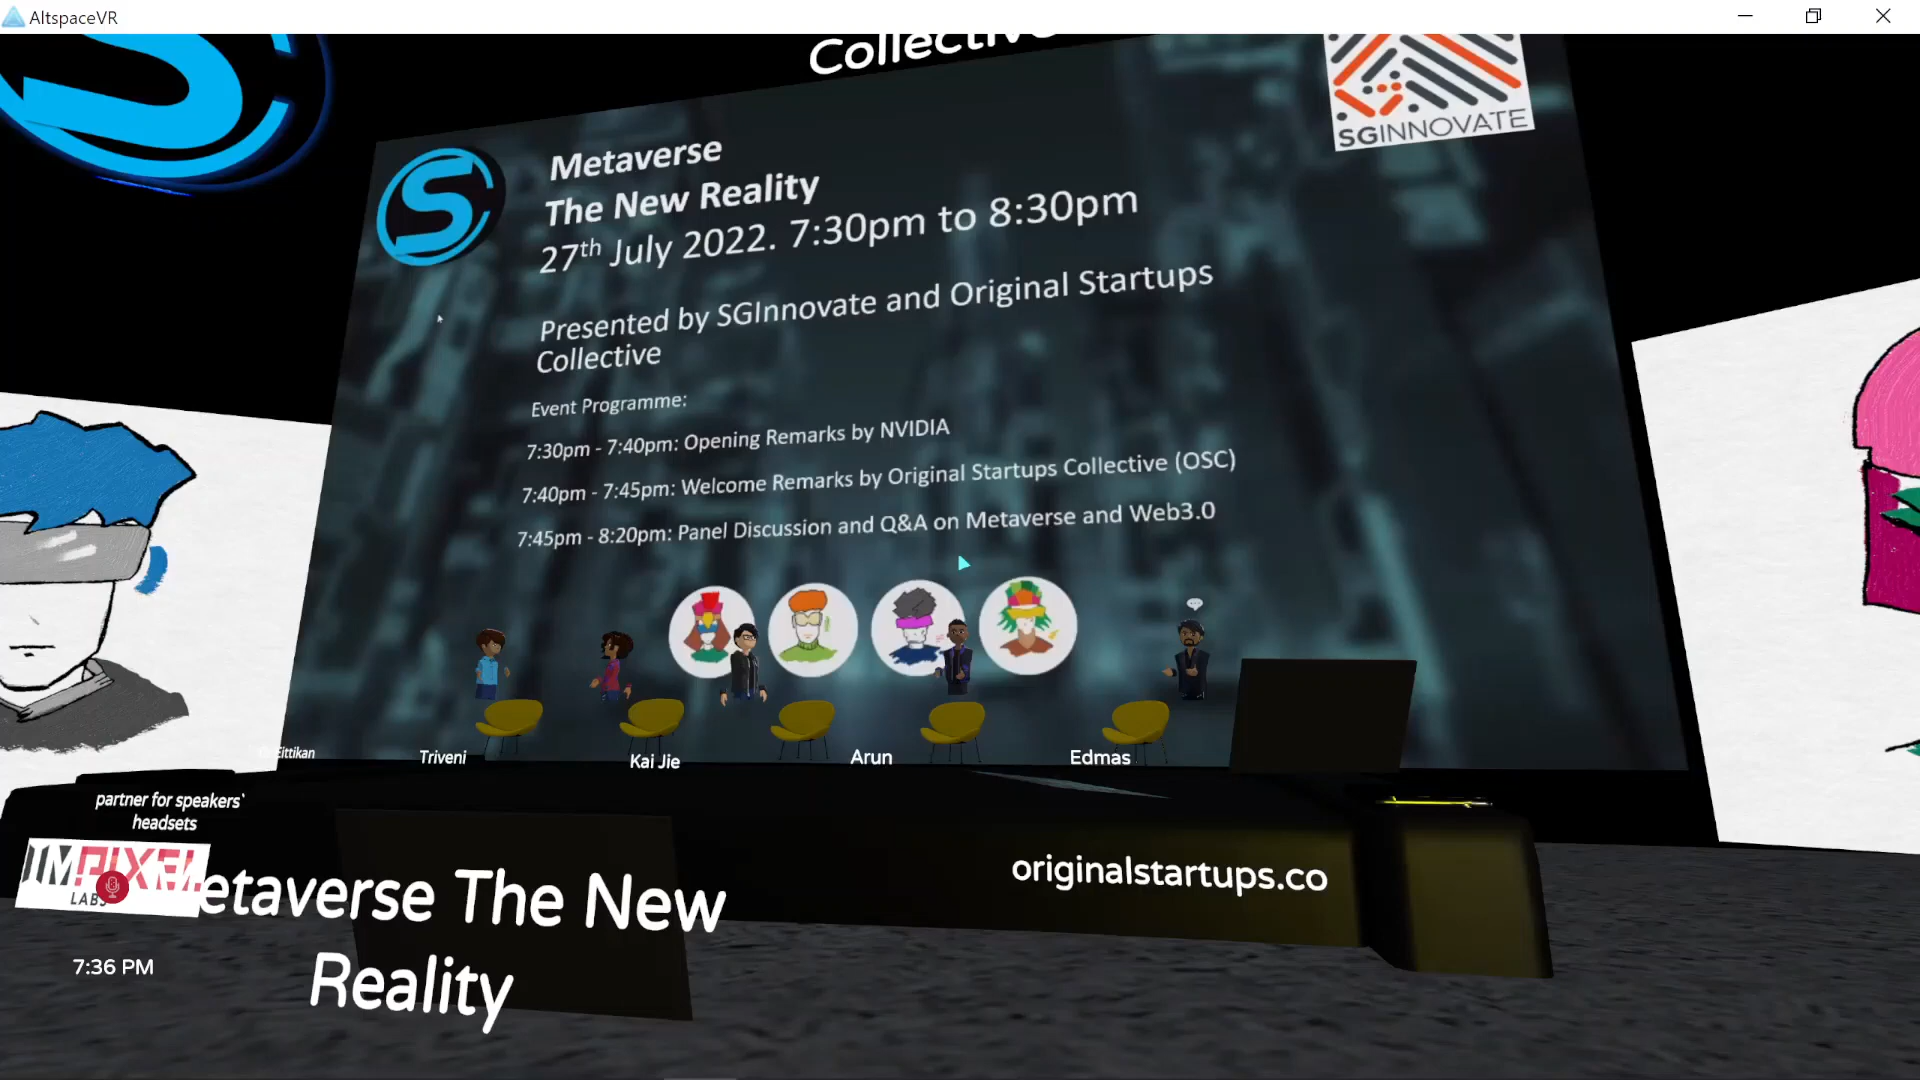 AltspaceVR
Collective
SGINNOVATE
Metaverse
The New Reality
27th July 2022. 7:30pm to 8:30pm
Presented by SGInnovate and Original Startups
Collective
Event Programme:
7:30pm - 7:40pm: Opening Remarks by NVIDIA
7:40pm - 7:45pm: Welcome Remarks by Original Startups Collective (OSC)
7:45pm - 8:20pm: Panel Discussion and Q&A on Metaverse and Web3.0
Eittikan
Triveni
Kai Jie
Arun
Edmas
partner for speakers`
headsets
IMPIXEL
LABS
etaverse The New
Reality
originalstartups.co
7:36 PM